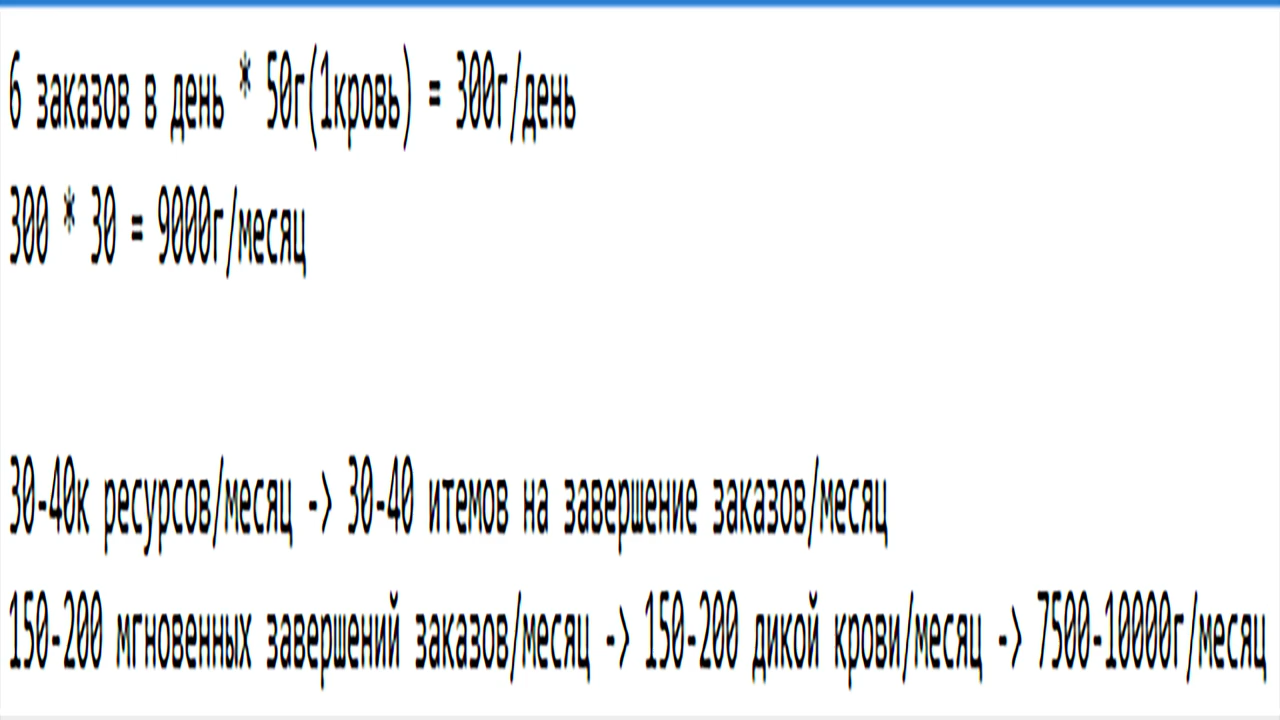 6 заказов в день * 50г(1кровь) = 300г/день
300 * 30 = 9000г/месяц
30-40к ресурсов/месяц -> 30-40 итемов на завершение заказов/месяц
150-200 мгновенных завершений заказов/месяц -> 150-200 дикой крови/месяц -> 7500-10000г/месяц